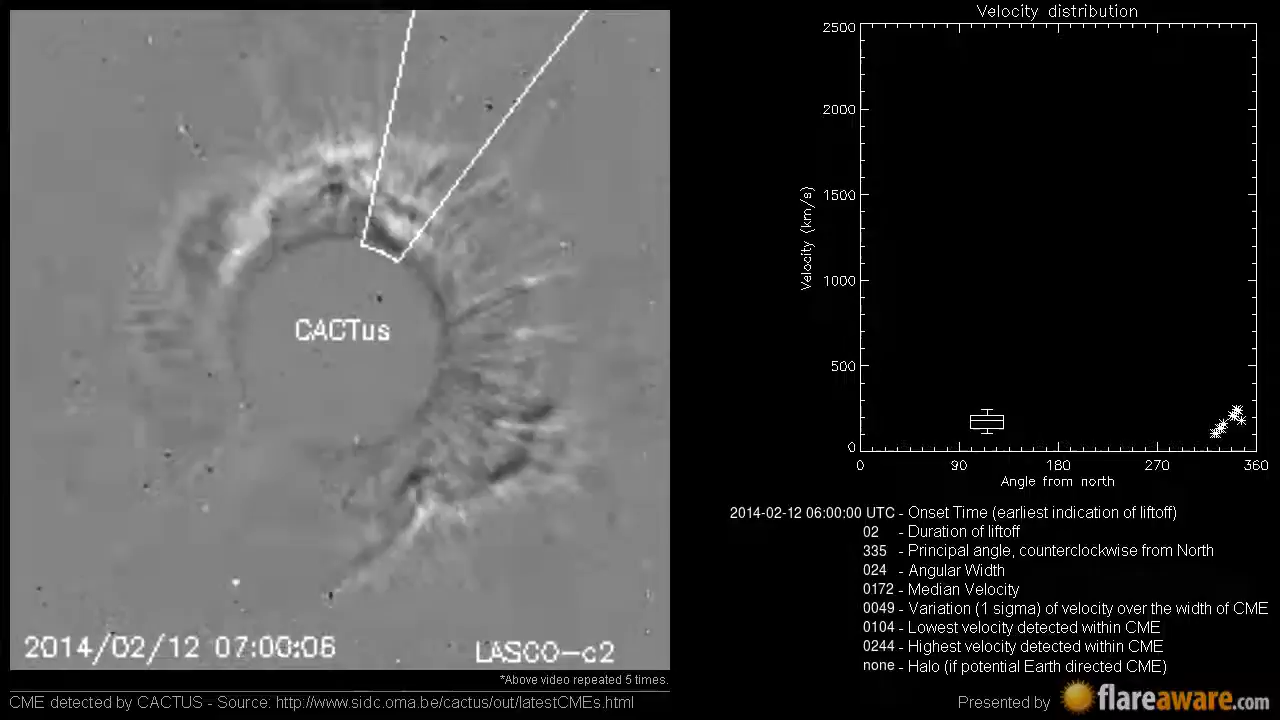 CACTus
2014/02/12 07:00:06
LASCO-c2
*Above video repeated 5 times.
CME detected by CACTUS - Source: http://www.sidc.oma.be/cactus/out/latestCMEs.html
Velocity distribution
Velocity (km/s)
2500
2000
1500
1000
500
0
0 90 180 270 360
Angle from north
2014-02-12 06:00:00 UTC - Onset Time (earliest indication of liftoff)
02 - Duration of liftoff
335 - Principal angle, counterclockwise from North
024 - Angular Width
0172 - Median Velocity
0049 - Variation (1 sigma) of velocity over the width of CME
0104 - Lowest velocity detected within CME
0244 - Highest velocity detected within CME
none - Halo (if potential Earth directed CME)
Presented by flareaware.com